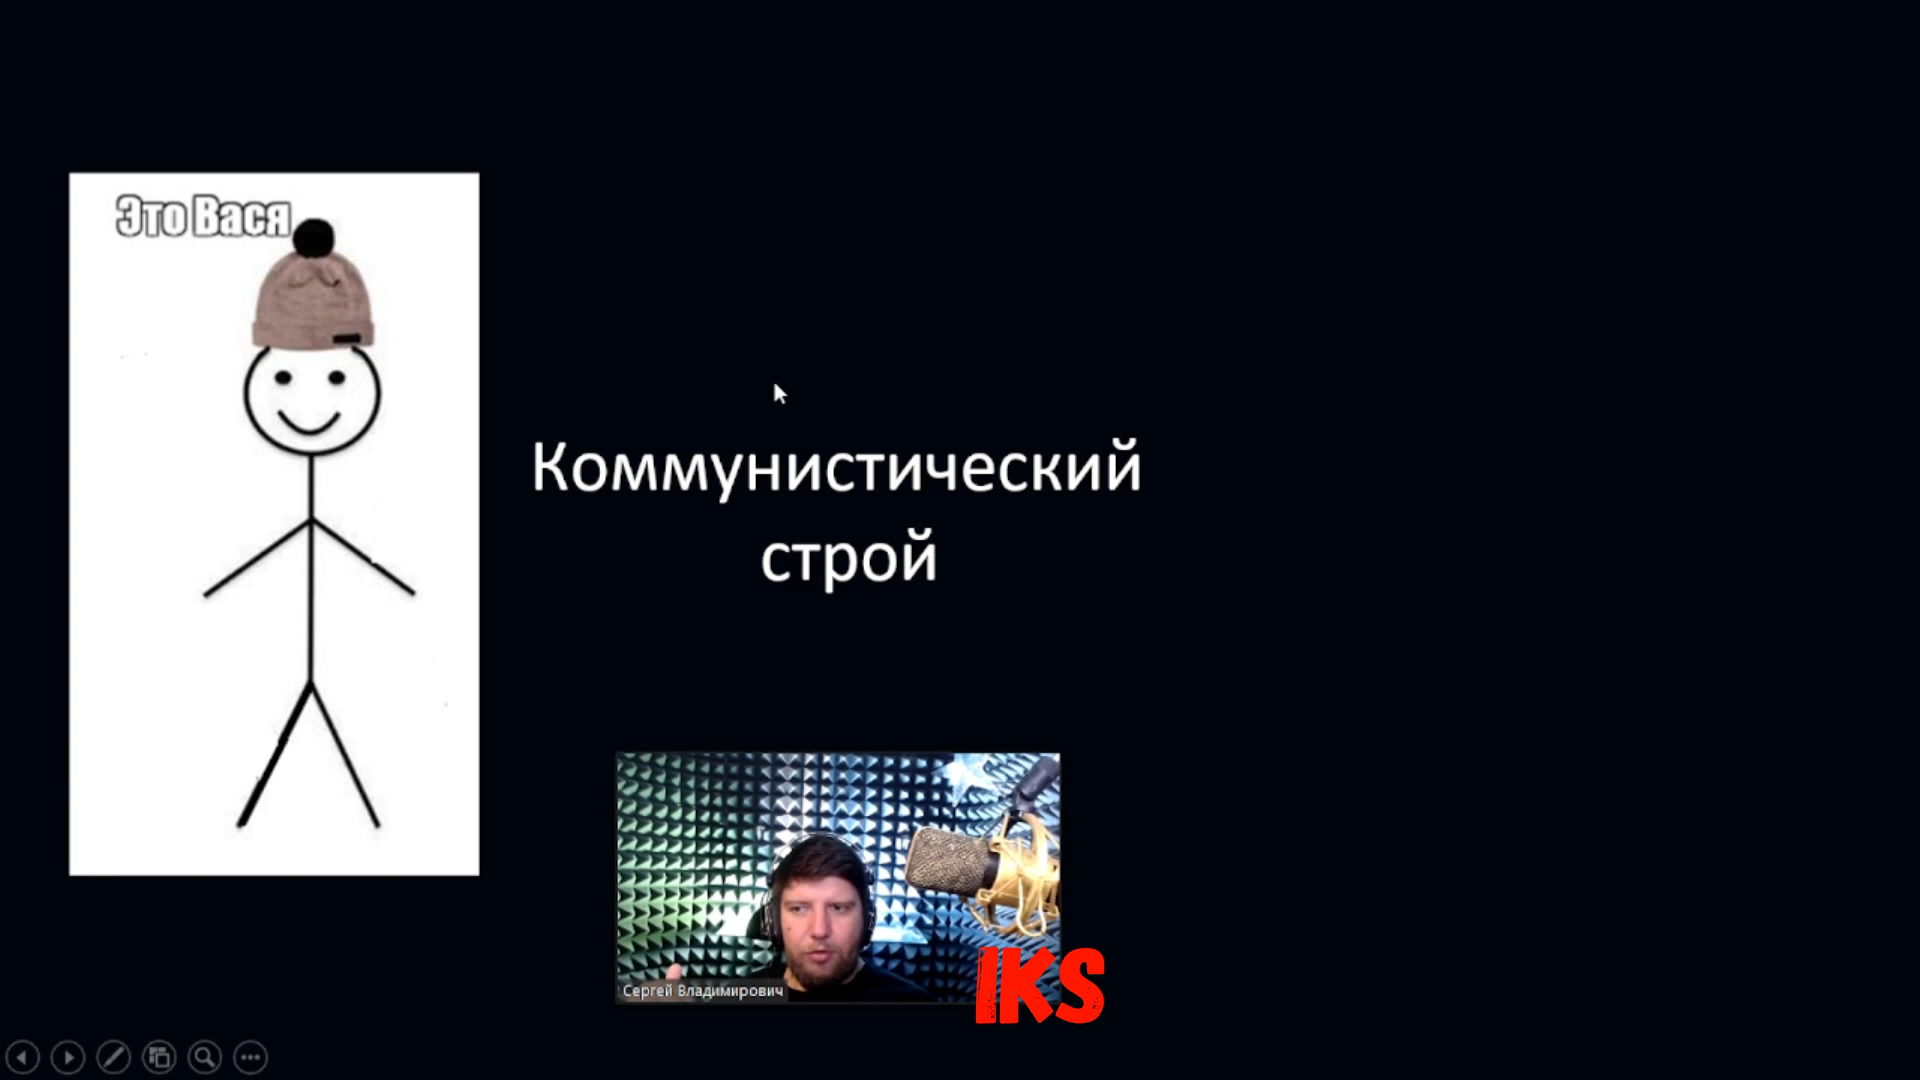 Это Вася
Коммунистический
строй
Сергей Владимирович
IKS